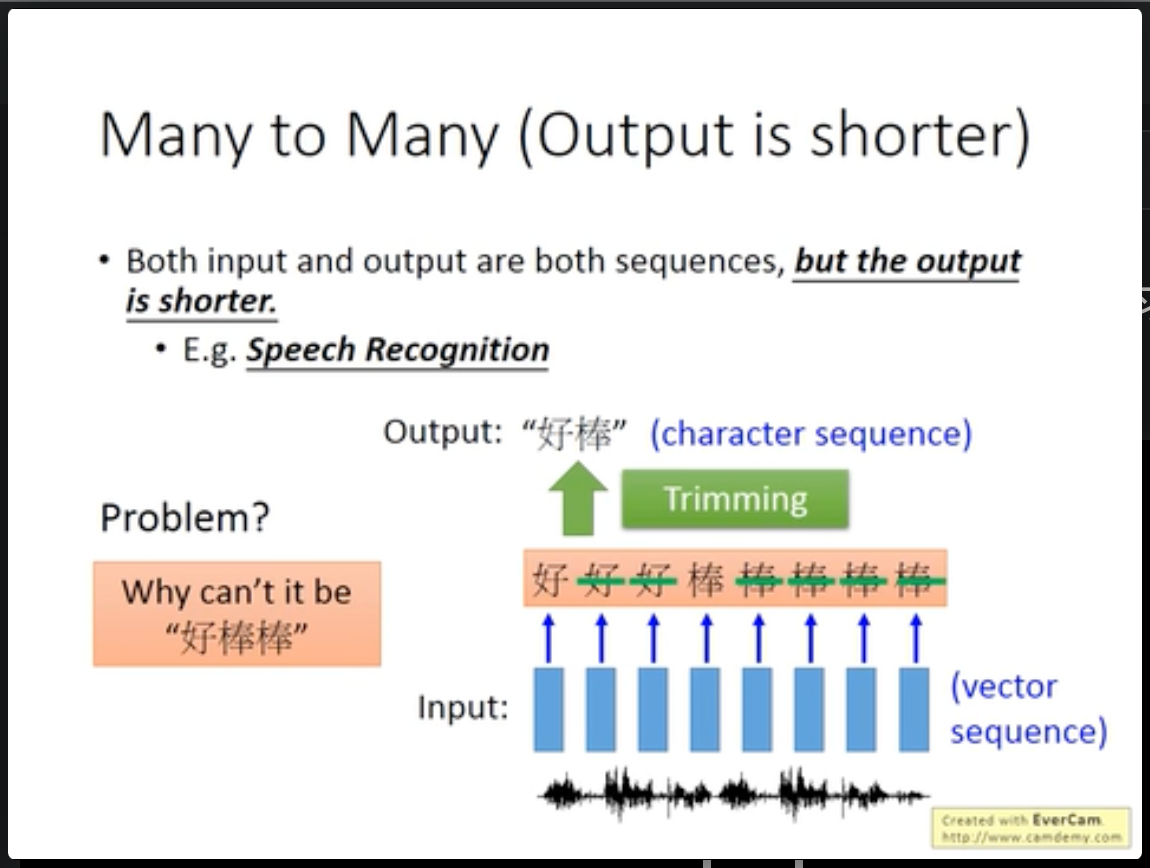 Many to Many (Output is shorter)
• Both input and output are both sequences, but the output
is shorter.
• E.g. Speech Recognition
Output: “好棒” (character sequence)
Trimming
Problem?
Why can’t it be
“好棒棒”
好 好 好 棒 棒 棒 棒 棒
Input:
(vector
sequence)
Created with EverCam.
http://www.camdemy.com